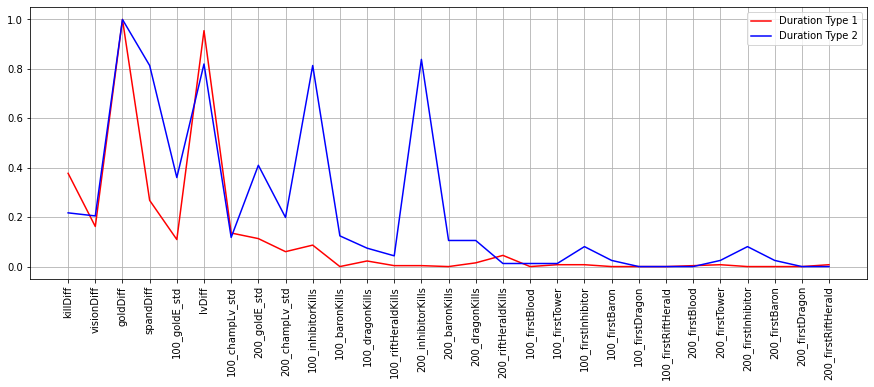 Duration Type 1
Duration Type 2
1.0
0.8
0.6
0.4
0.2
0.0
killDiff
visionDiff
goldDiff
spandDiff
100_goldE_std
lvDiff
100_champLv_std
200_goldE_std
200_champLv_std
100_inhibitorKills
100_baronKills
100_dragonKills
100_riftHeraldKills
200_inhibitorKills
200_baronKills
200_dragonKills
200_riftHeraldKills
100_firstBlood
100_firstTower
100_firstInhibitor
100_firstBaron
100_firstDragon
100_firstRiftHerald
200_firstBlood
200_firstTower
200_firstInhibitor
200_firstBaron
200_firstDragon
200_firstRiftHerald